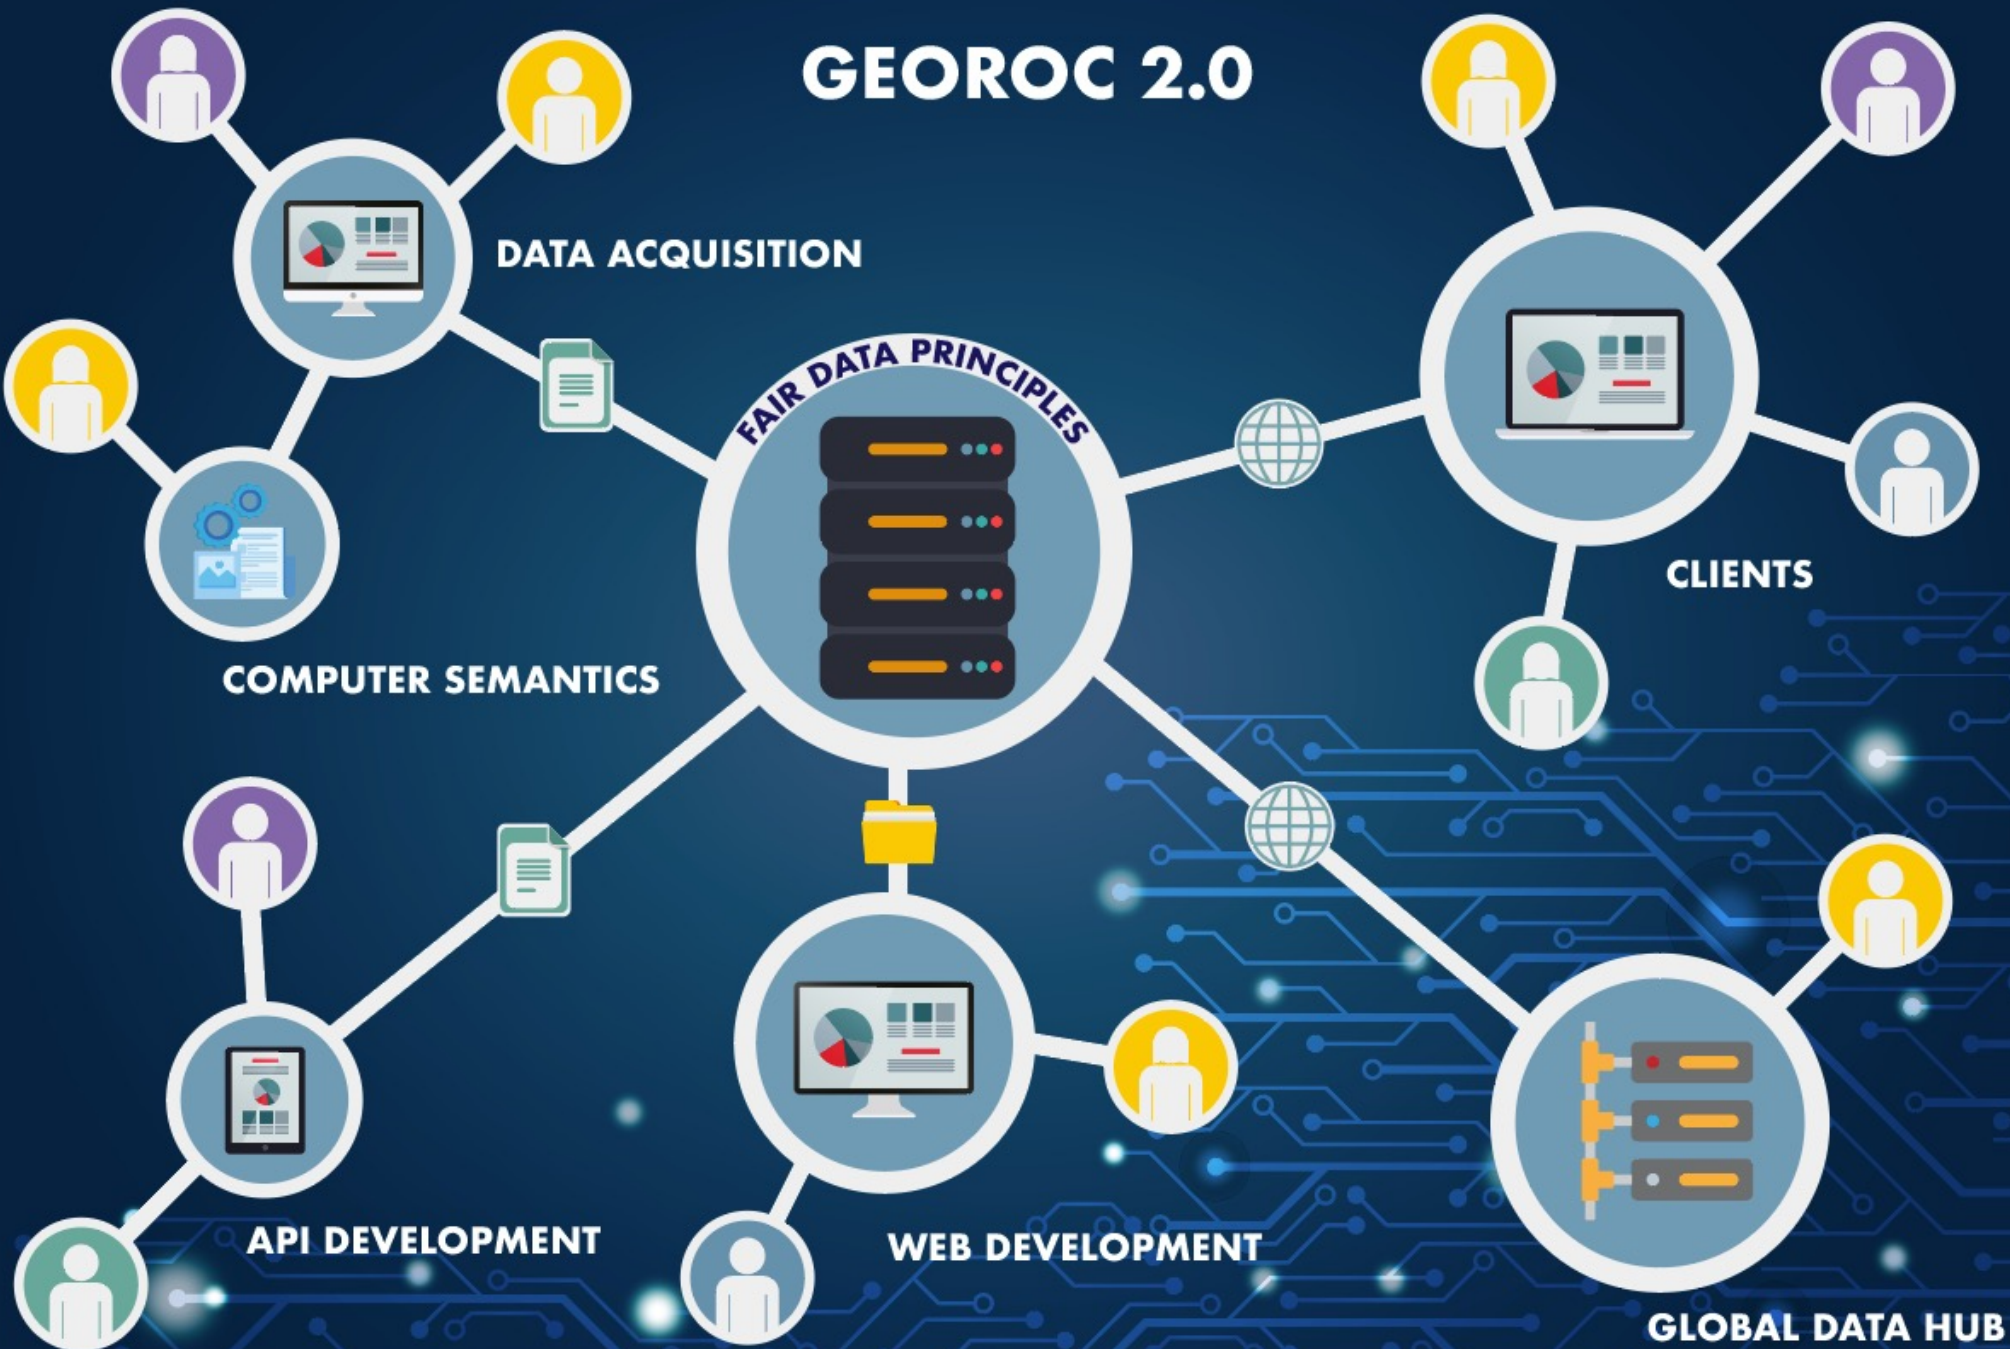 GEOROC 2.0
DATA ACQUISITION
FAIR DATA PRINCIPLES
CLIENTS
COMPUTER SEMANTICS
API DEVELOPMENT
WEB DEVELOPMENT
GLOBAL DATA HUB